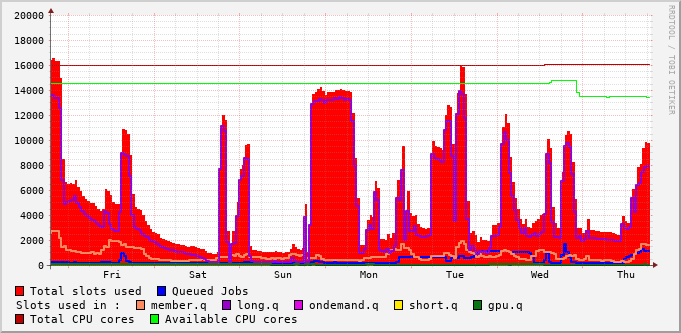 20000
18000
16000
14000
12000
10000
8000
6000
4000
2000
0
Fri Sat Sun Mon Tue Wed Thu
RRDTOOL / TOBI OETIKER
Total slots used Queued Jobs
Slots used in : member.q long.q ondemand.q short.q gpu.q
Total CPU cores Available CPU cores